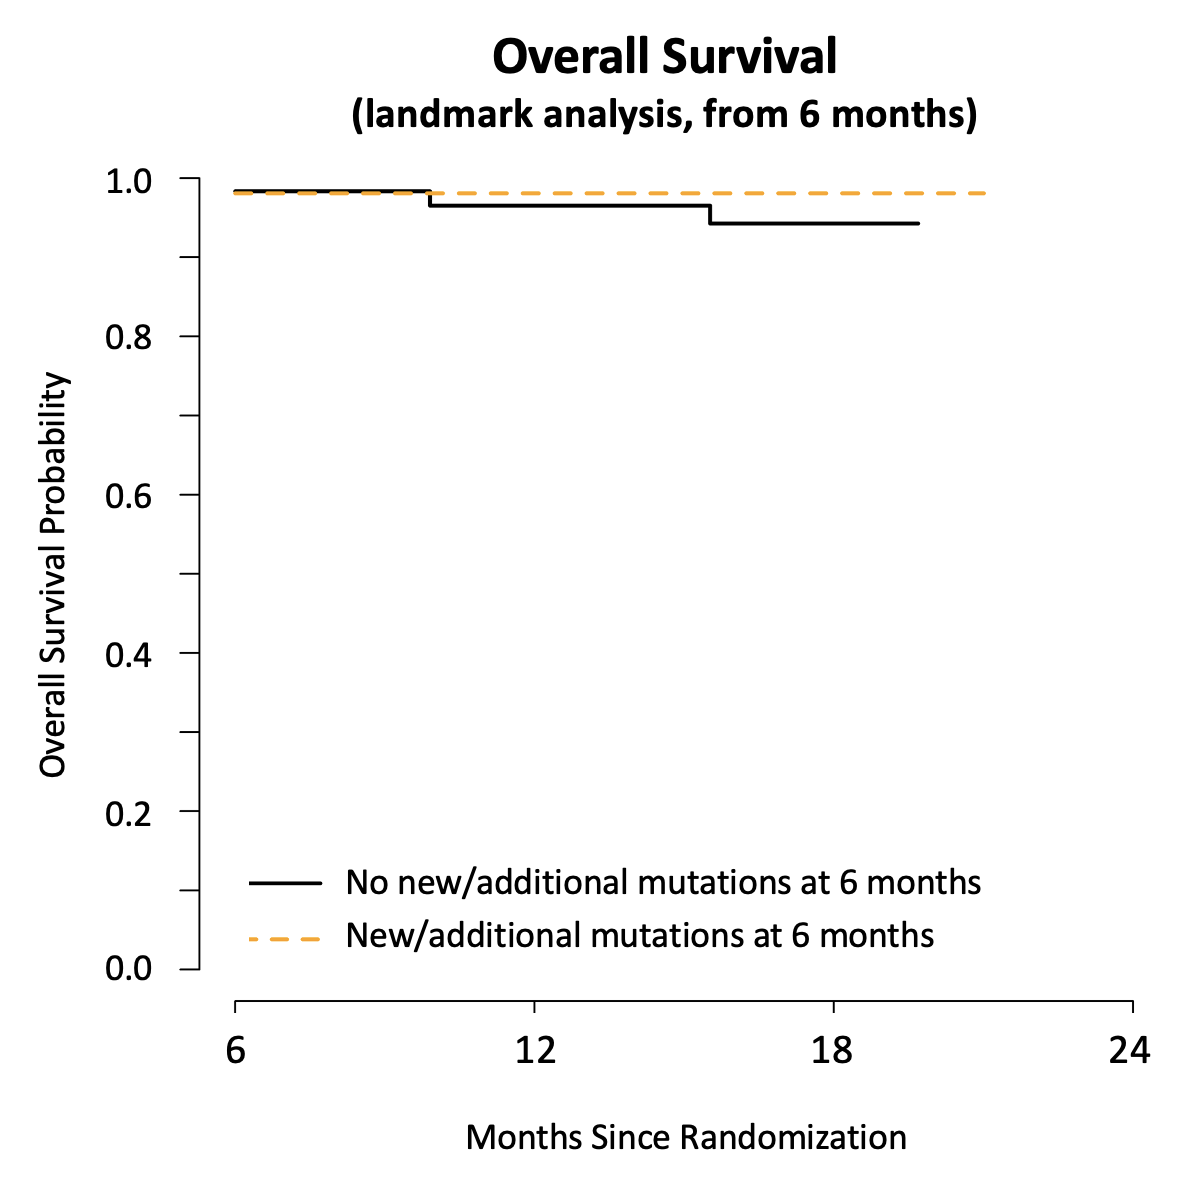 Overall Survival
(landmark analysis, from 6 months)
1.0
0.8
0.6
0.4
0.2
0.0
Overall Survival Probability
No new/additional mutations at 6 months
New/additional mutations at 6 months
6 12 18 24
Months Since Randomization